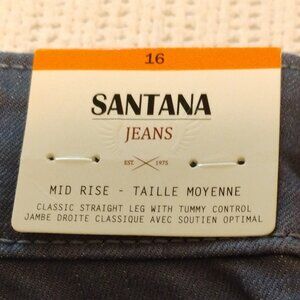 16
SANTANA
JEANS
EST. 1975
MID RISE - TAILLE MOYENNE
CLASSIC STRAIGHT LEG WITH TUMMY CONTROL
JAMBE DROITE CLASSIQUE AVEC SOUTIEN OPTIMAL